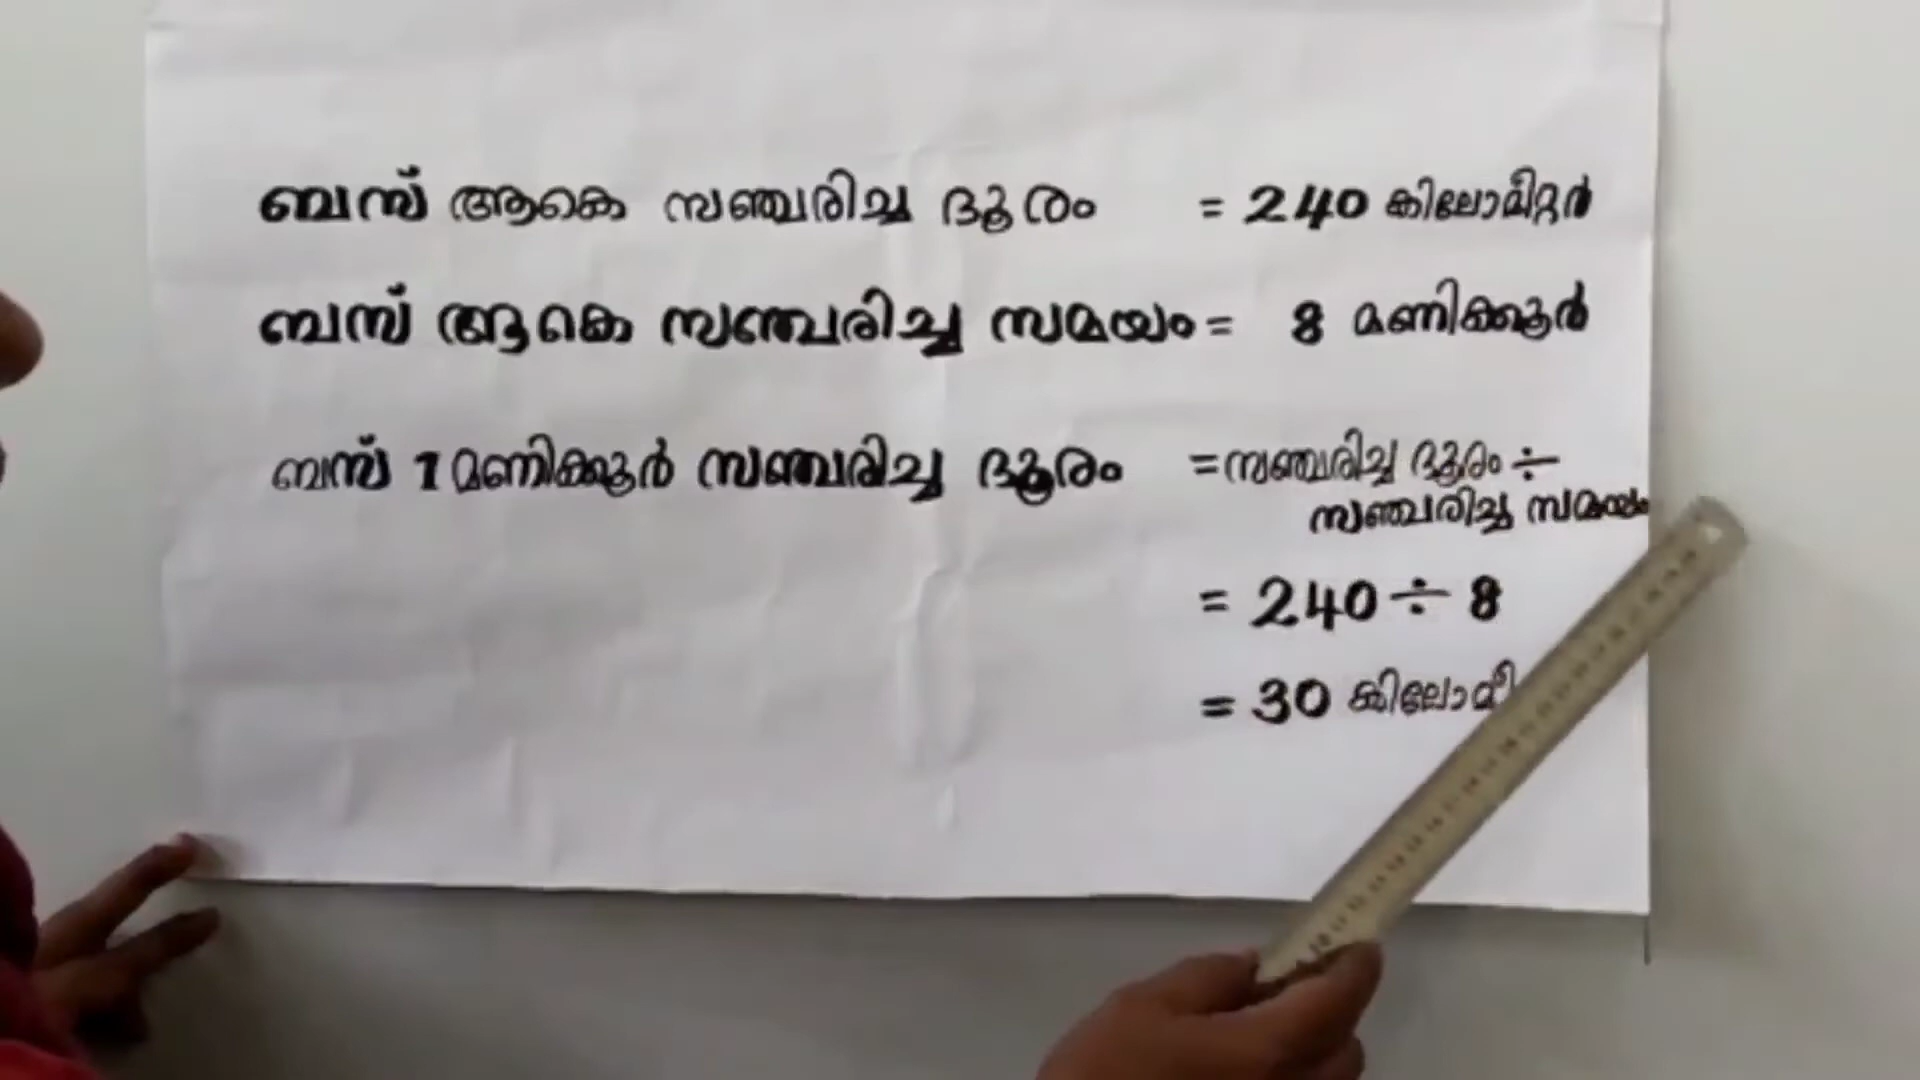 ബസ് ആകെ സഞ്ചരിച്ച ദൂരം = 240 കിലോമീറ്റർ
ബസ് ആകെ സഞ്ചരിച്ച സമയം = 8 മണിക്കൂർ
ബസ് 1 മണിക്കൂർ സഞ്ചരിച്ച ദൂരം = സഞ്ചരിച്ച ദൂരം ÷
സഞ്ചരിച്ച സമയം
= 240 ÷ 8
= 30